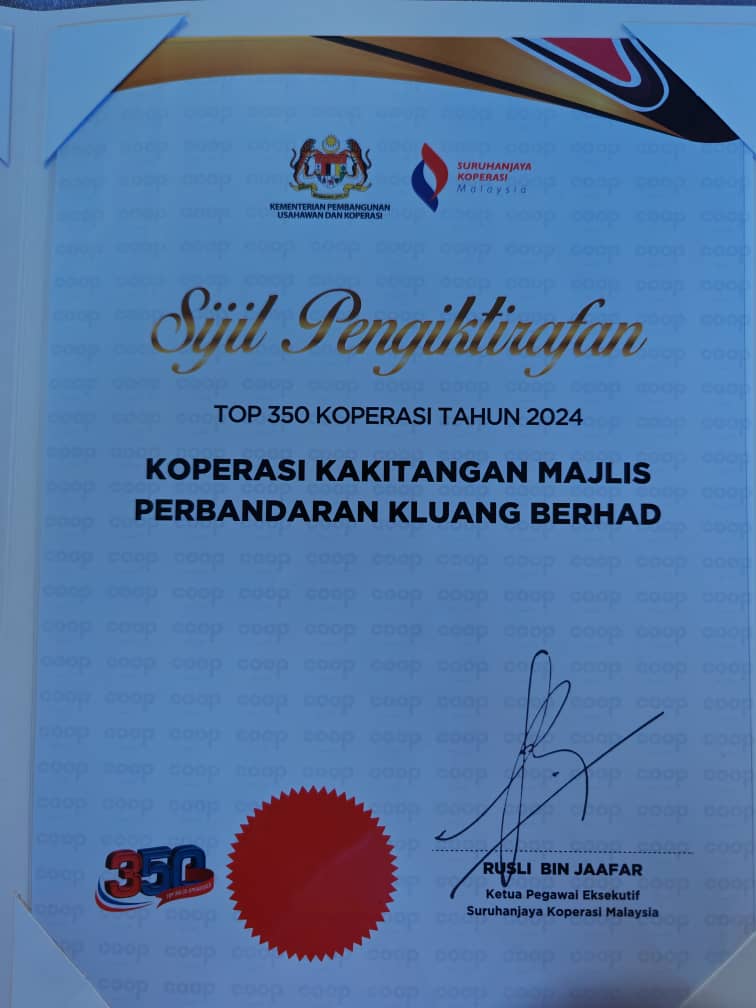 KEMENTERIAN PEMBANGUNAN
USAHAWAN DAN KOPERASI
SURUHANJAYA
KOPERASI
Malaysia
Sijil Pengiktirafan
TOP 350 KOPERASI TAHUN 2024
KOPERASI KAKITANGAN MAJLIS
PERBANDARAN KLUANG BERHAD
350
RUSLI BIN JAAFAR
Ketua Pegawai Eksekutif
Suruhanjaya Koperasi Malaysia